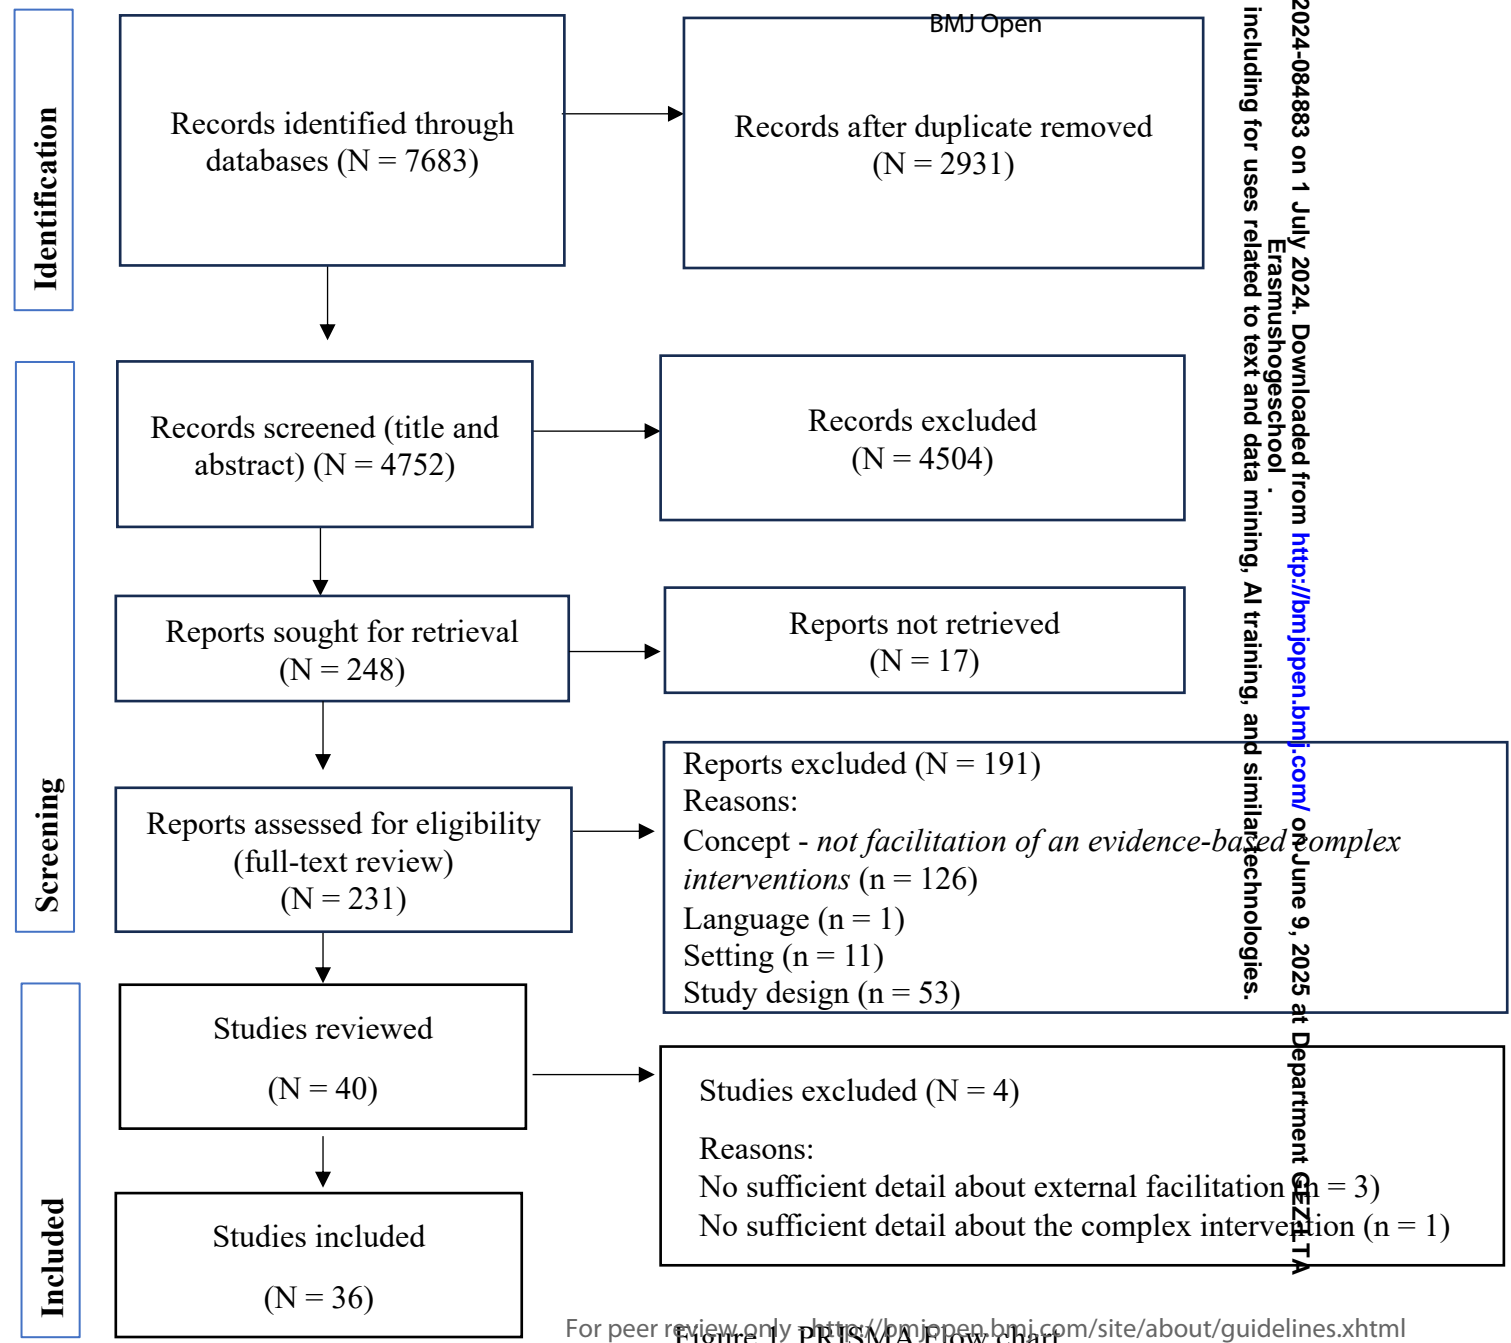 BMJ Open
Identification
Records identified through
databases (N = 7683)
Records after duplicate removed
(N = 2931)
Screening
Records screened (title and
abstract) (N = 4752)
Records excluded
(N = 4504)
Reports sought for retrieval
(N = 248)
Reports not retrieved
(N = 17)
Reports assessed for eligibility
(full-text review)
(N = 231)
Reports excluded (N = 191)
Reasons:
Concept - not facilitation of an evidence-based complex
interventions (n = 126)
Language (n = 1)
Setting (n = 11)
Study design (n = 53)
Included
Studies reviewed
(N = 40)
Studies excluded (N = 4)
Reasons:
No sufficient detail about external facilitation (n = 3)
No sufficient detail about the complex intervention (n = 1)
Studies included
(N = 36)
Figure 1. PRISMA Flow chart
For peer review only - http://bmjopen.bmj.com/site/about/guidelines.xhtml
2024-084883 on 1 July 2024. Downloaded from http://bmjopen.bmj.com/ on June 9, 2025 at Department GEZ-LTA
Erasmushogeschool .
including for uses related to text and data mining, AI training, and similar technologies.